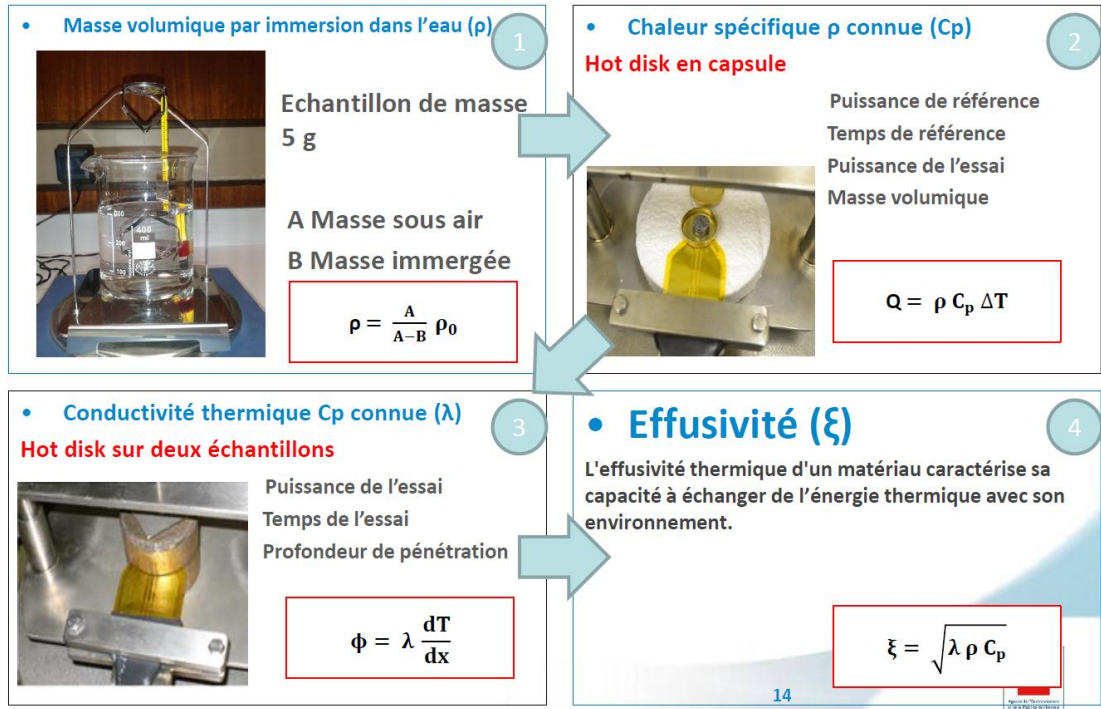 • Masse volumique par immersion dans l'eau (ρ)
1
Echantillon de masse
5 g
A Masse sous air
B Masse immergée
ρ = A / A−B ρ₀
400
ml
200
100
• Chaleur spécifique ρ connue (Cp)
2
Hot disk en capsule
Puissance de référence
Temps de référence
Puissance de l'essai
Masse volumique
Q = ρ Cp ΔT
• Conductivité thermique Cp connue (λ)
3
Hot disk sur deux échantillons
Puissance de l'essai
Temps de l'essai
Profondeur de pénétration
ϕ = λ dT / dx
• Effusivité (ξ)
4
L'effusivité thermique d'un matériau caractérise sa
capacité à échanger de l'énergie thermique avec son
environnement.
ξ = √λ ρ Cp
14